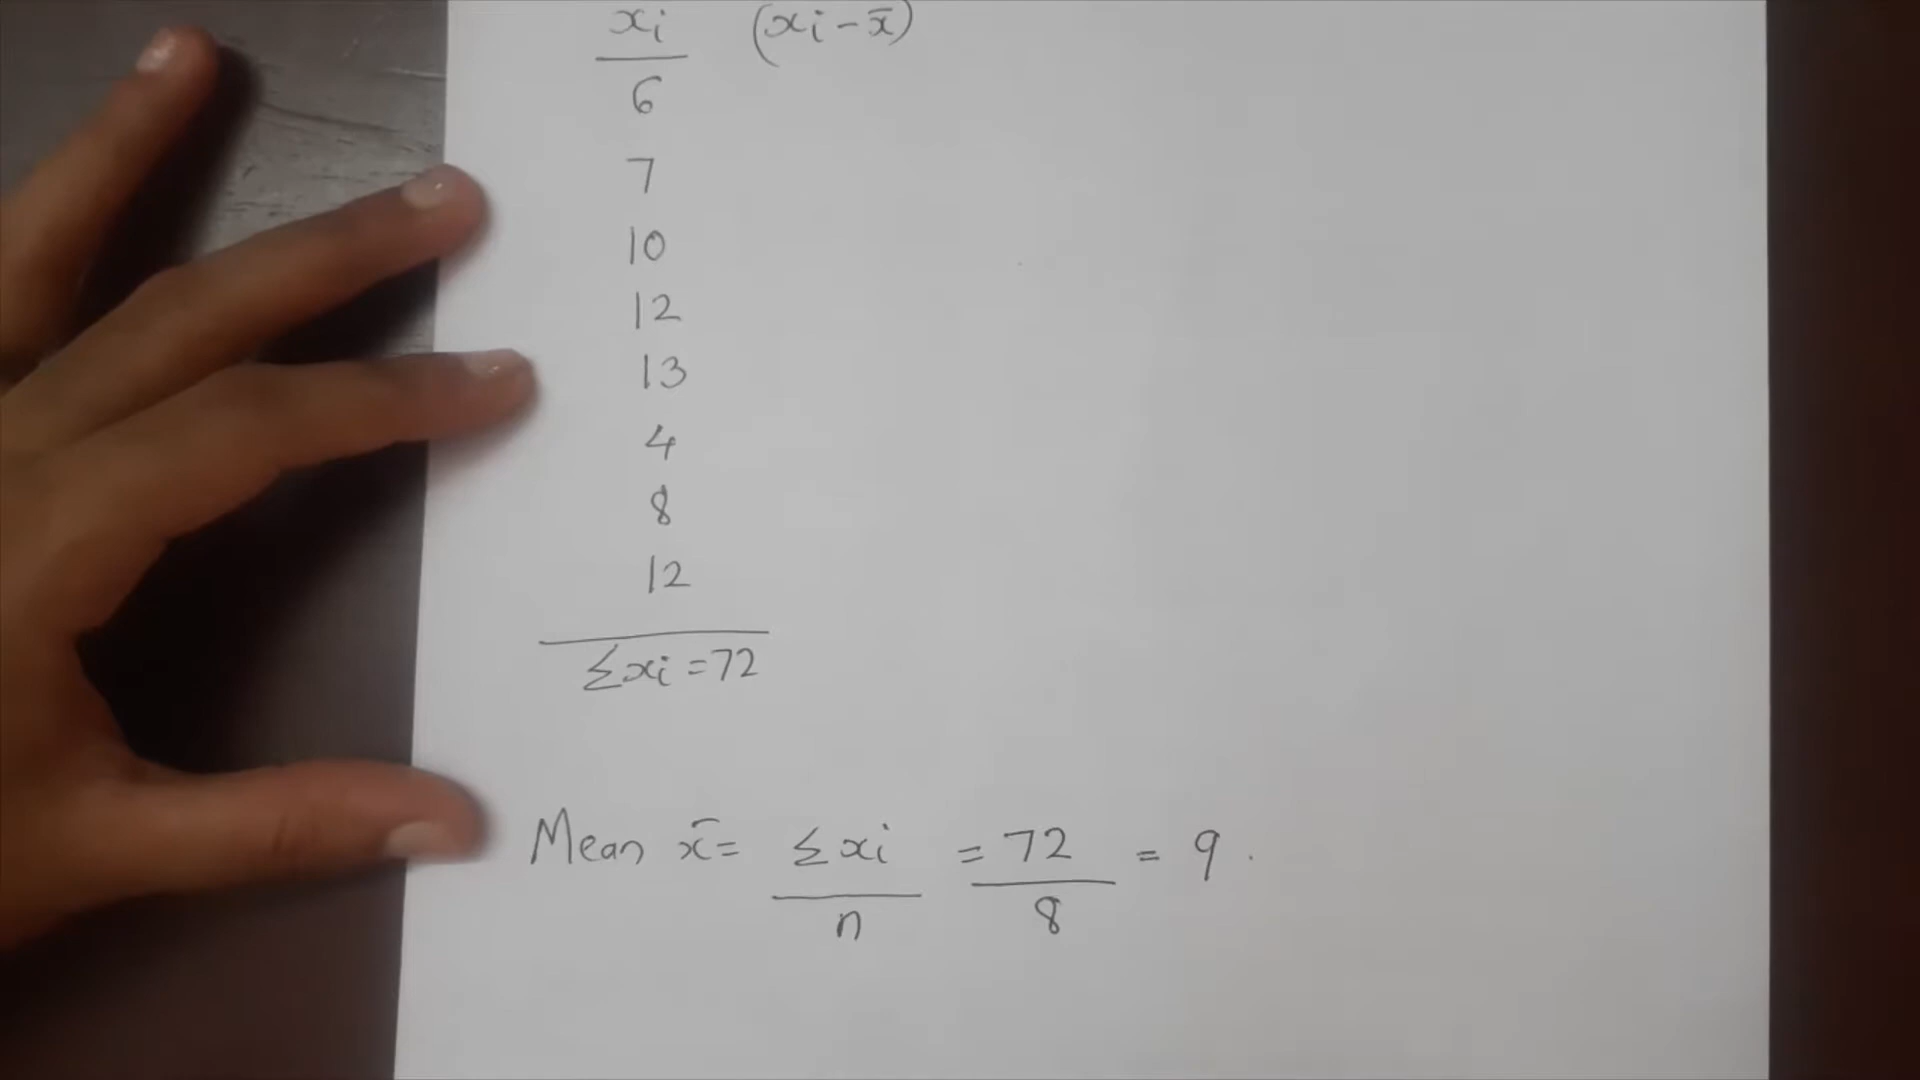 xi (xi - x̄)
6
7
10
12
13
4
8
12
Σxi = 72
Mean x̄ = Σxi / n = 72 / 8 = 9.